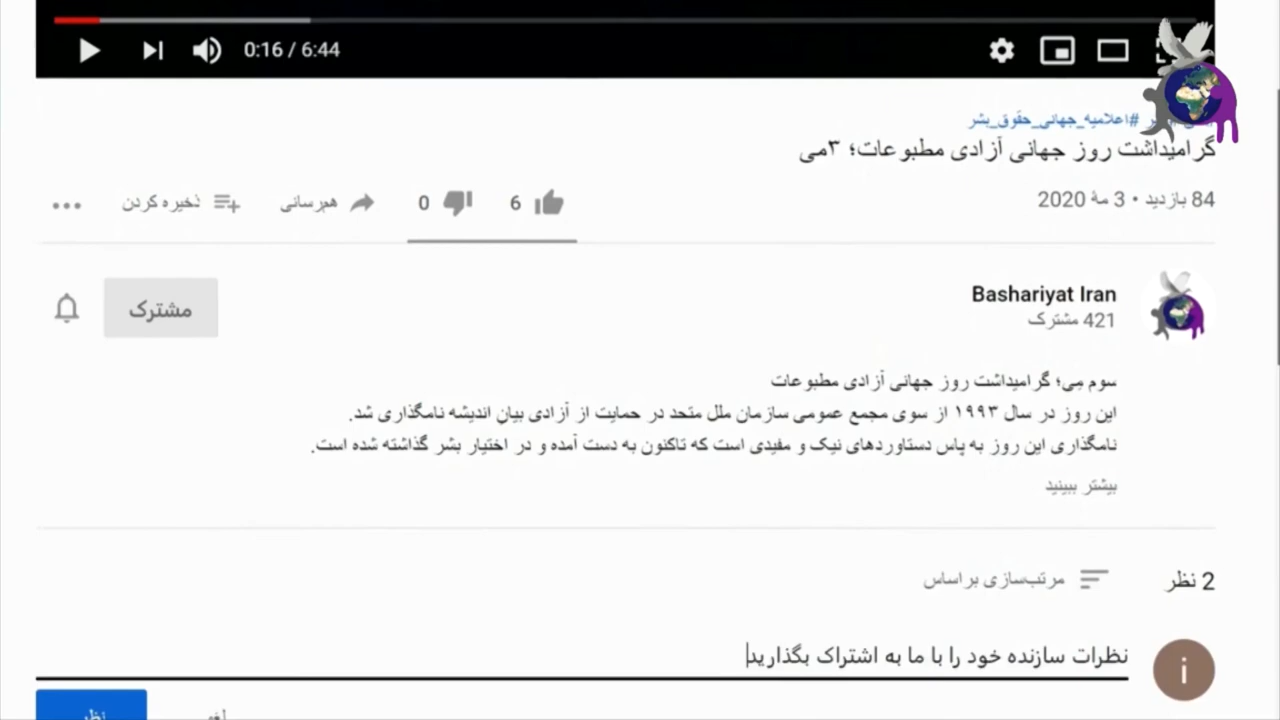 0:16 / 6:44
#اعلامیه_جهانی_حقوق_بشر
گرامیداشت روز جهانی آزادی مطبوعات؛ ۳می
84 بازدید • 3 مهٔ 2020
6
0
هم‌رسانی
ذخیره کردن
Bashariyat Iran
421 مشترک
مشترک
سوم می؛ گرامیداشت روز جهانی آزادی مطبوعات
این روز در سال ۱۹۹۳ از سوی مجمع عمومی سازمان ملل متحد در حمایت از آزادی بیانِ اندیشه نامگذاری شد.
نامگذاری این روز به پاس دستاوردهای نیک و مفیدی است که تاکنون به دست آمده و در اختیار بشر گذاشته شده است.
بیشتر ببینید
2 نظر
مرتب‌سازی براساس
i
نظرات سازنده خود را با ما به اشتراک بگذارید